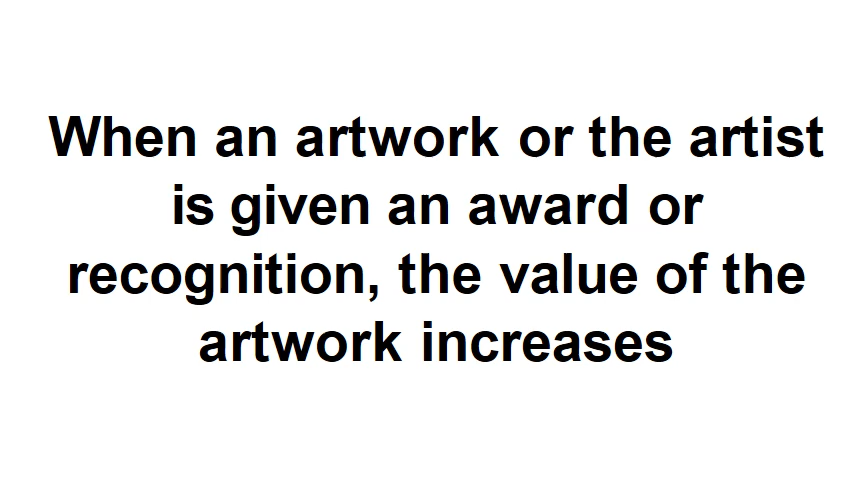 When an artwork or the artist
is given an award or
recognition, the value of the
artwork increases